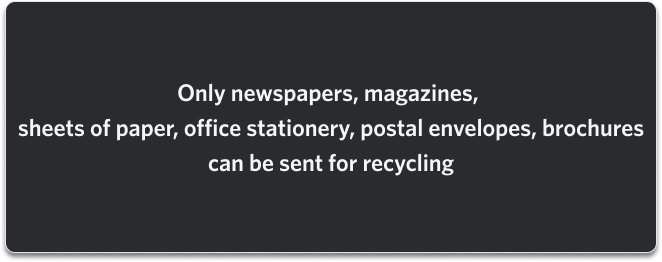 Only newspapers, magazines,
sheets of paper, office stationery, postal envelopes, brochures
can be sent for recycling